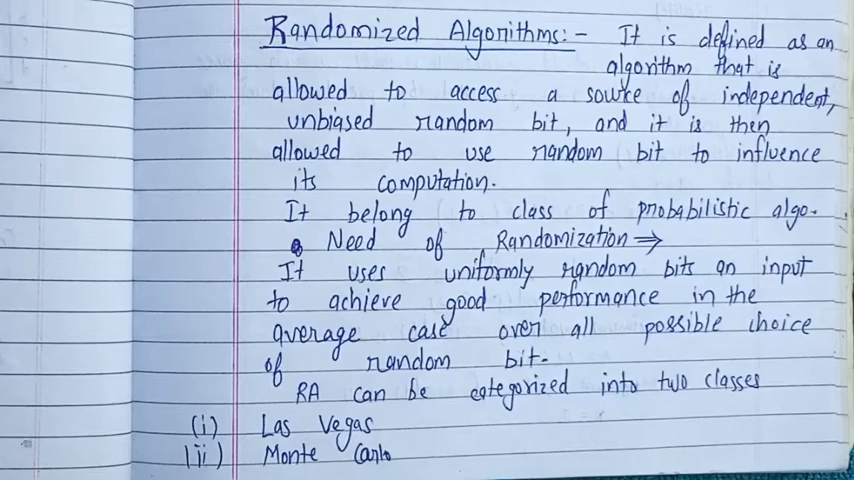 Randomized Algorithms:- It is defined as an
algorithm that is
allowed to access a source of independent,
unbiased random bit, and it is then
allowed to use random bit to influence
its computation.
It belong to class of probabilistic algo.
Need of Randomization ⇒
It uses uniformly random bits an input
to achieve good performance in the
average case over all possible choice
of random bit.
RA can be categorized into two classes
(i) Las Vegas
(ii) Monte Carlo